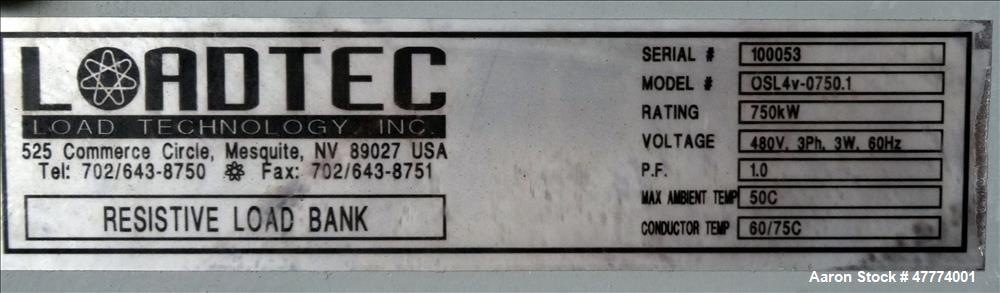 LOADTEC
LOAD TECHNOLOGY INC.
525 Commerce Circle, Mesquite, NV 89027 USA
Tel: 702/643-8750 Fax: 702/643-8751
RESISTIVE LOAD BANK
SERIAL # 100053
MODEL # OSL4v-0750.1
RATING 750kW
VOLTAGE 480V, 3Ph, 3W, 60Hz
P.F. 1.0
MAX AMBIENT TEMP 50C
CONDUCTOR TEMP 60/75C
Aaron Stock # 47774001